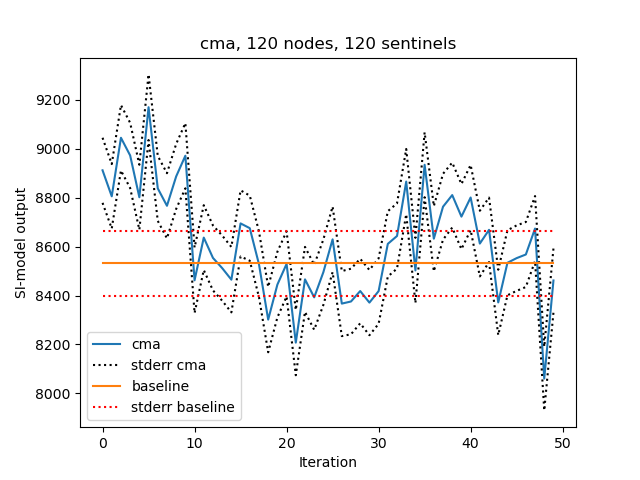 cma, 120 nodes, 120 sentinels
9200
9000
8800
8600
8400
8200
8000
SI-model output
cma
stderr cma
baseline
stderr baseline
0
10
20
30
40
50
Iteration